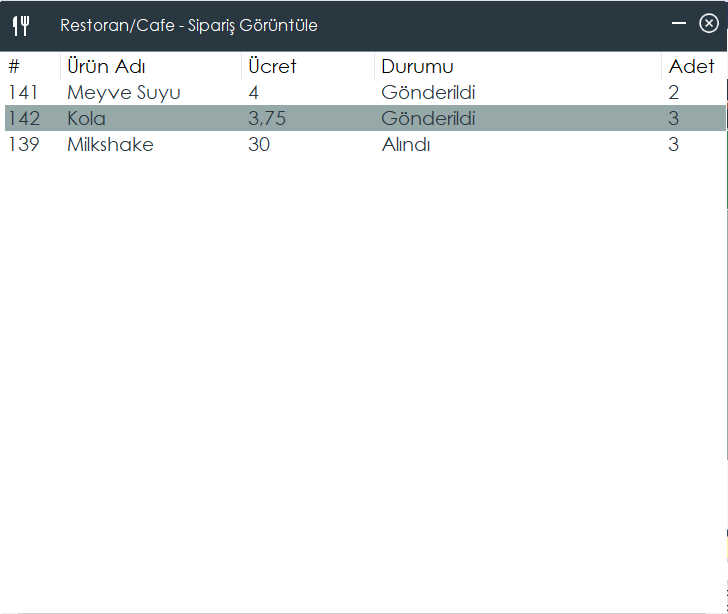 Restoran/Cafe - Sipariş Görüntüle
# Ürün Adı Ücret Durumu Adet
141 Meyve Suyu 4 Gönderildi 2
142 Kola 3,75 Gönderildi 3
139 Milkshake 30 Alındı 3